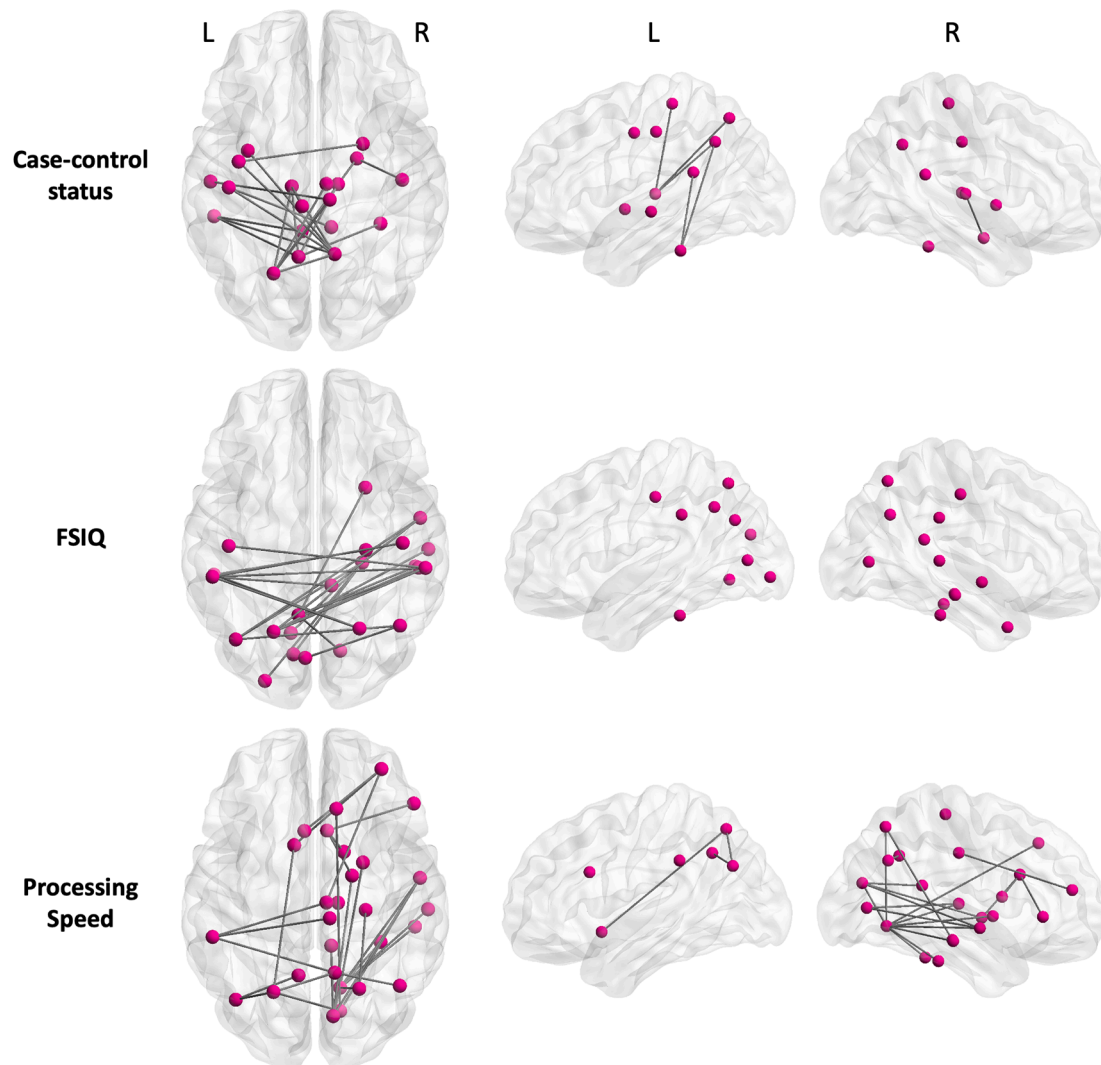 L R L R
Case-control
status
FSIQ
Processing
Speed